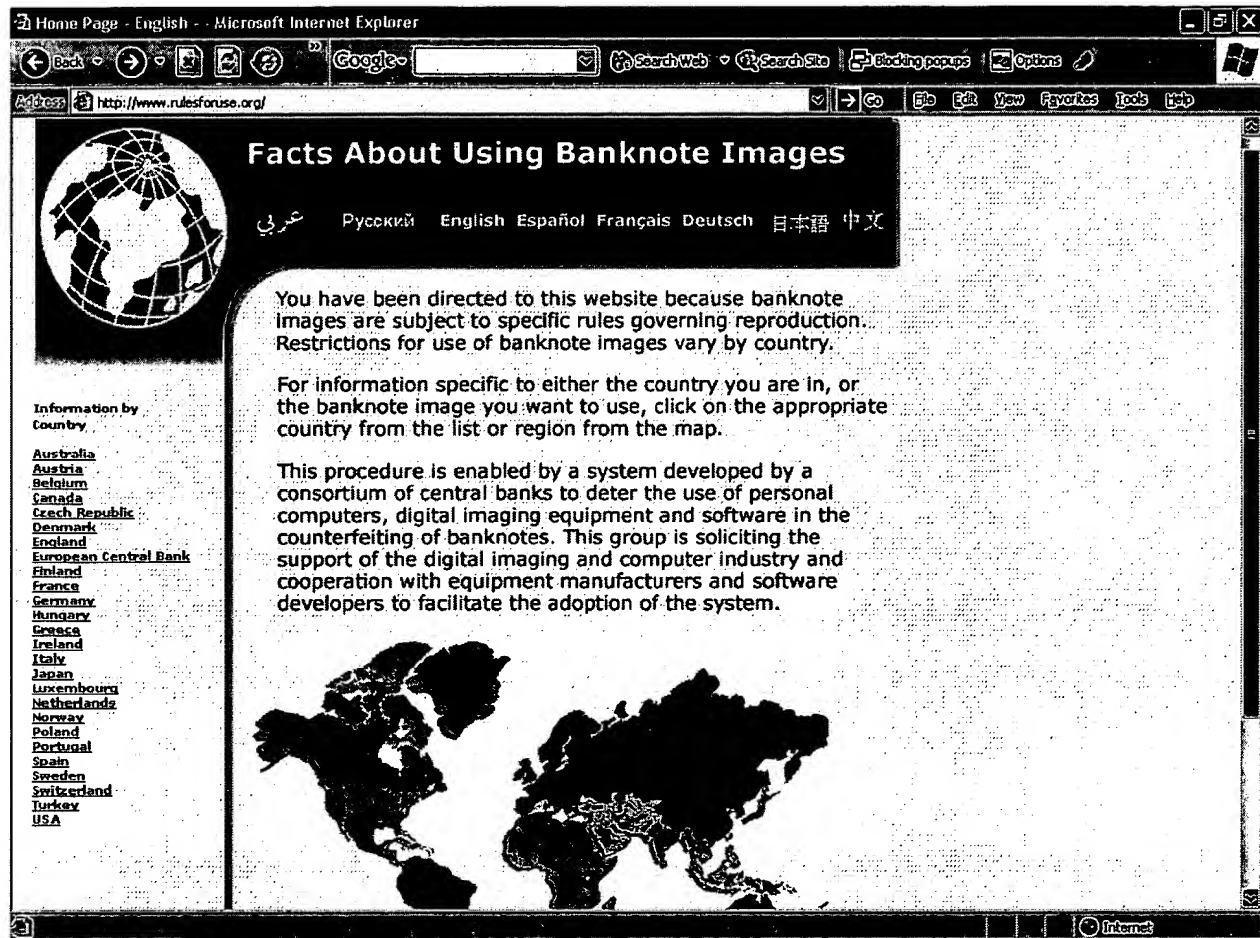 Home Page - English - - Microsoft Internet Explorer
Back Google Search Web Search Site Blocking popups Options
Address http://www.rulesforuse.org/ Go File Edit View Favorites Tools Help
Facts About Using Banknote Images
عربي Русский English Español Français Deutsch 日本語 中文
You have been directed to this website because banknote
images are subject to specific rules governing reproduction.
Restrictions for use of banknote images vary by country.
For information specific to either the country you are in, or
the banknote image you want to use, click on the appropriate
country from the list or region from the map.
This procedure is enabled by a system developed by a
consortium of central banks to deter the use of personal
computers, digital imaging equipment and software in the
counterfeiting of banknotes. This group is soliciting the
support of the digital imaging and computer industry and
cooperation with equipment manufacturers and software
developers to facilitate the adoption of the system.
Information by
Country
Australia
Austria
Belgium
Canada
Czech Republic
Denmark
England
European Central Bank
Finland
France
Germany
Hungary
Greece
Ireland
Italy
Japan
Luxembourg
Netherlands
Norway
Poland
Portugal
Spain
Sweden
Switzerland
Turkey
USA
Internet